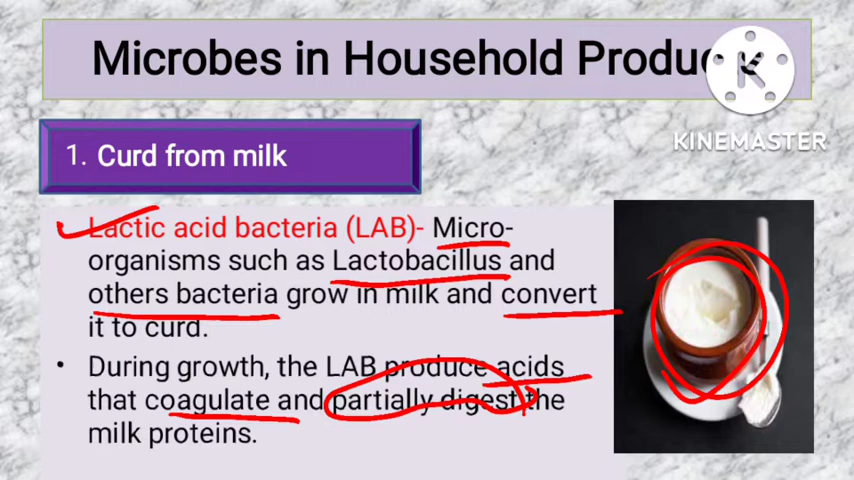 Microbes in Household Produc
K
KINEMASTER
1. Curd from milk
• Lactic acid bacteria (LAB)- Micro-
organisms such as Lactobacillus and
others bacteria grow in milk and convert
it to curd.
• During growth, the LAB produce acids
that coagulate and partially digest the
milk proteins.